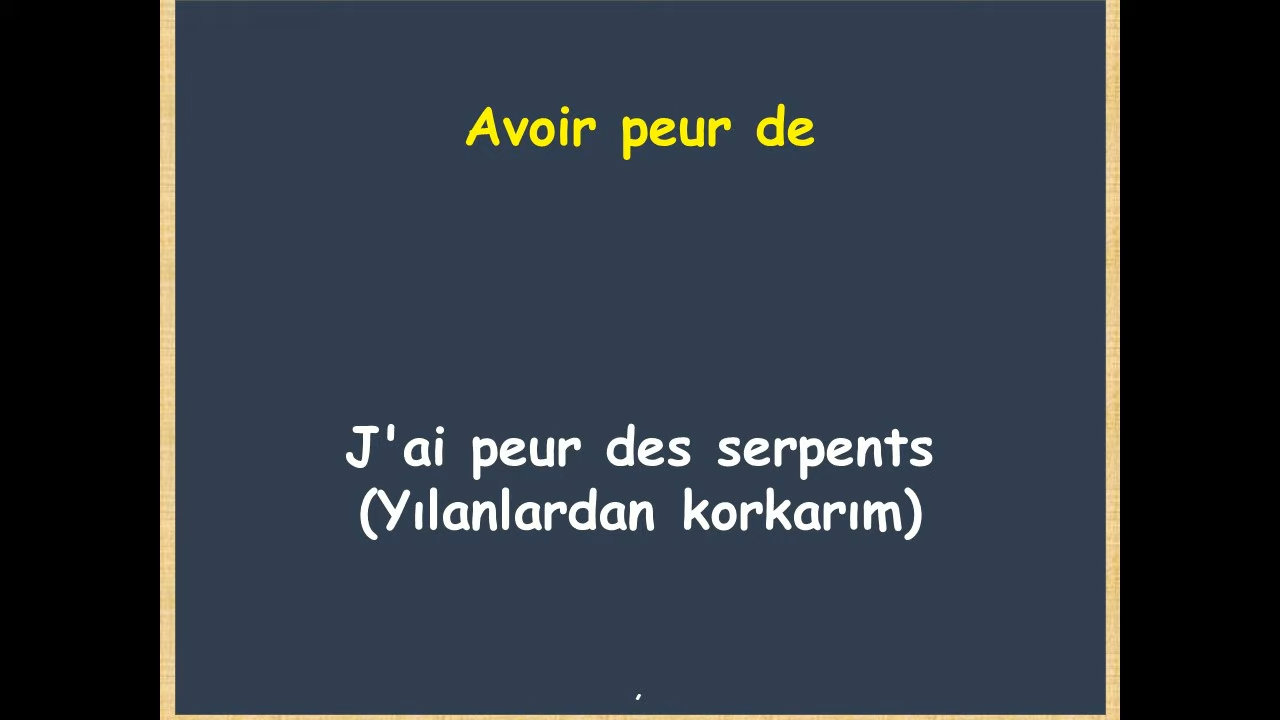 Avoir peur de
J'ai peur des serpents
(Yılanlardan korkarım)
,